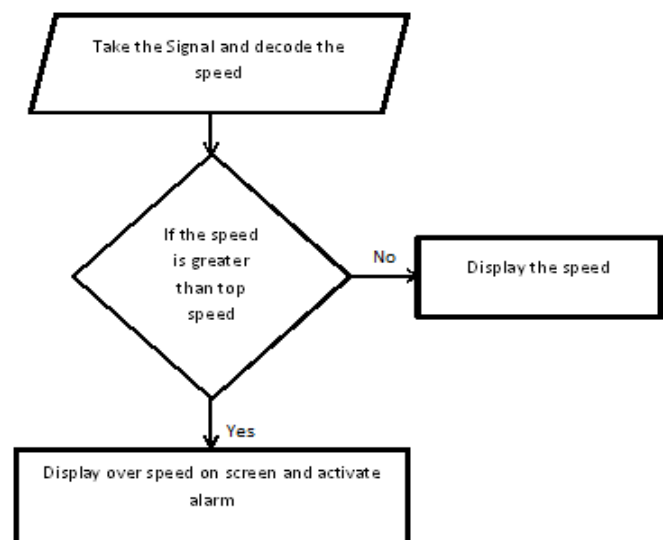 Take the Signal and decode the
speed
If the speed
is greater
than top
speed
No
Display the speed
Yes
Display over speed on screen and activate
alarm